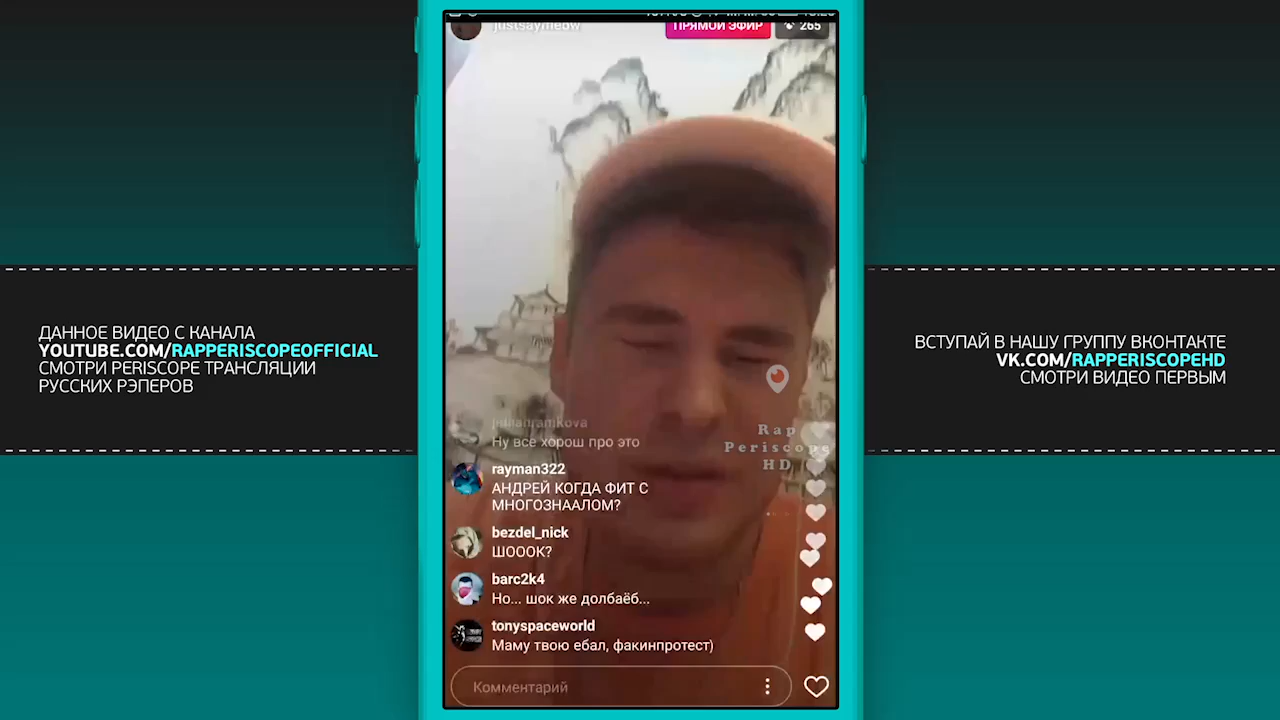 justsaymeow
ПРЯМОЙ ЭФИР
265
ДАННОЕ ВИДЕО С КАНАЛА
YOUTUBE.COM/RAPPERISCOPEOFFICIAL
СМОТРИ PERISCOPE ТРАНСЛЯЦИИ
РУССКИХ РЭПЕРОВ
ВСТУПАЙ В НАШУ ГРУППУ ВКОНТАКТЕ
VK.COM/RAPPERISCOPEHD
СМОТРИ ВИДЕО ПЕРВЫМ
Rap
Periscope
HD
Ну все хорош про это
rayman322
АНДРЕЙ КОГДА ФИТ С
МНОГОЗНААЛОМ?
bezdel_nick
ШОООК?
barc2k4
Но... шок же долбаёб...
tonyspaceworld
Маму твою ебал, факинпротест)
Комментарий